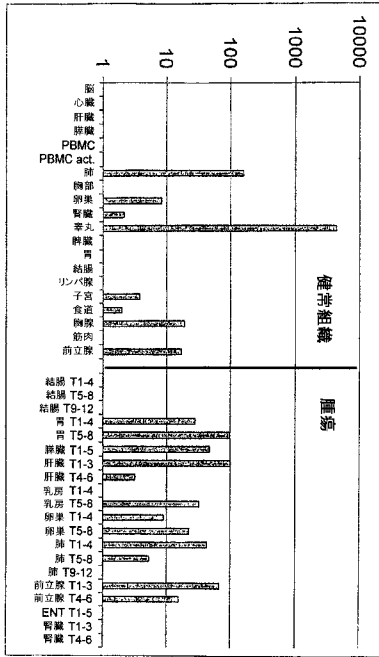 1
10
100
1000
10000
脳
心臓
肝臓
膵臓
PBMC
PBMC act.
肺
胸部
卵巣
腎臓
睾丸
脾臓
胃
結腸
リンパ腺
子宮
食道
胸腺
筋肉
前立腺
健常組織
結腸 T1-4
結腸 T5-8
結腸 T9-12
胃 T1-4
胃 T5-8
膵臓 T1-5
肝臓 T1-3
肝臓 T4-6
乳房 T1-4
乳房 T5-8
卵巣 T1-4
卵巣 T5-8
肺 T1-4
肺 T5-8
肺 T9-12
前立腺 T1-3
前立腺 T4-6
ENT T1-5
腎臓 T1-3
腎臓 T4-6
腫瘍